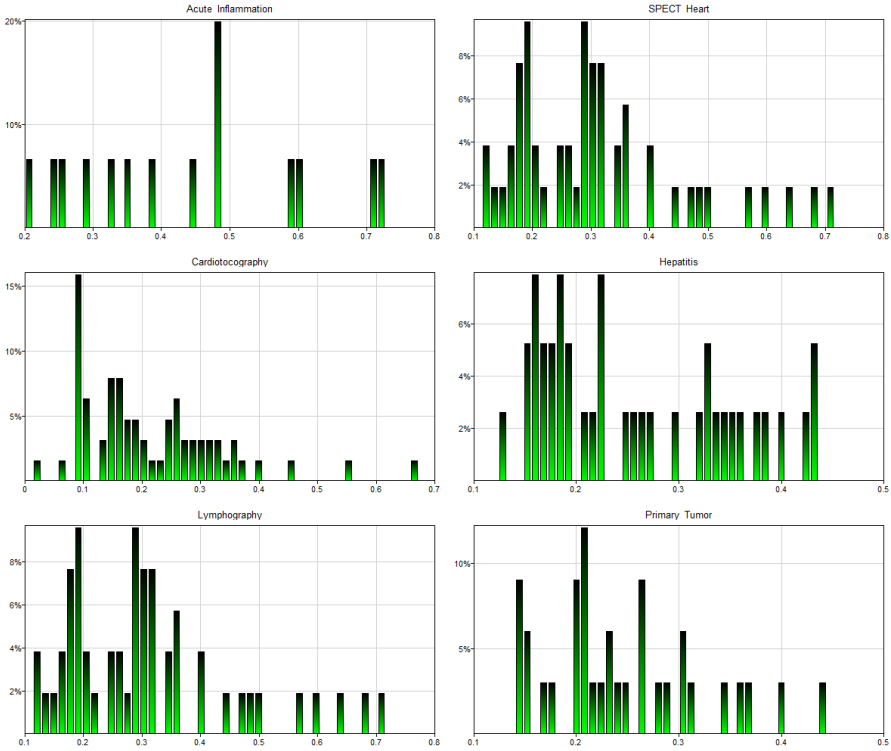 Acute Inflammation
20%
10%
0.2 0.3 0.4 0.5 0.6 0.7 0.8
SPECT Heart
8%
6%
4%
2%
0.1 0.2 0.3 0.4 0.5 0.6 0.7 0.8
Cardiotocography
15%
10%
5%
0 0.1 0.2 0.3 0.4 0.5 0.6 0.7
Hepatitis
6%
4%
2%
0.1 0.2 0.3 0.4 0.5
Lymphography
8%
6%
4%
2%
0.1 0.2 0.3 0.4 0.5 0.6 0.7 0.8
Primary Tumor
10%
5%
0.1 0.2 0.3 0.4 0.5